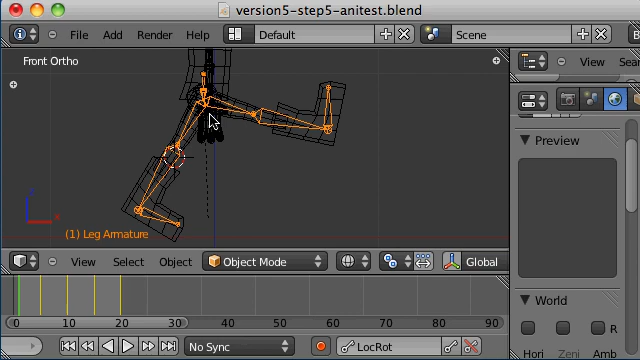 version5-step5-anitest.blend
File Add Render Help Default Scene B
Front Ortho
View Sear
Preview
z
x
(1) Leg Armature
View Select Object Object Mode Global
World
R
0 10 20 30 40 50 60 70 80 90
No Sync LocRot
Hori Zeni Amb